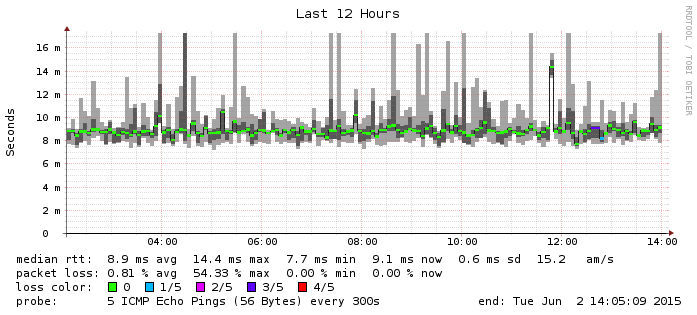 Last 12 Hours
RRDTOOL / TOBI OETIKER
Seconds
16 m
14 m
12 m
10 m
8 m
6 m
4 m
2 m
0
04:00 06:00 08:00 10:00 12:00 14:00
median rtt: 8.9 ms avg 14.4 ms max 7.7 ms min 9.1 ms now 0.6 ms sd 15.2 am/s
packet loss: 0.81 % avg 54.33 % max 0.00 % min 0.00 % now
loss color: 0 1/5 2/5 3/5 4/5
probe: 5 ICMP Echo Pings (56 Bytes) every 300s end: Tue Jun 2 14:05:09 2015